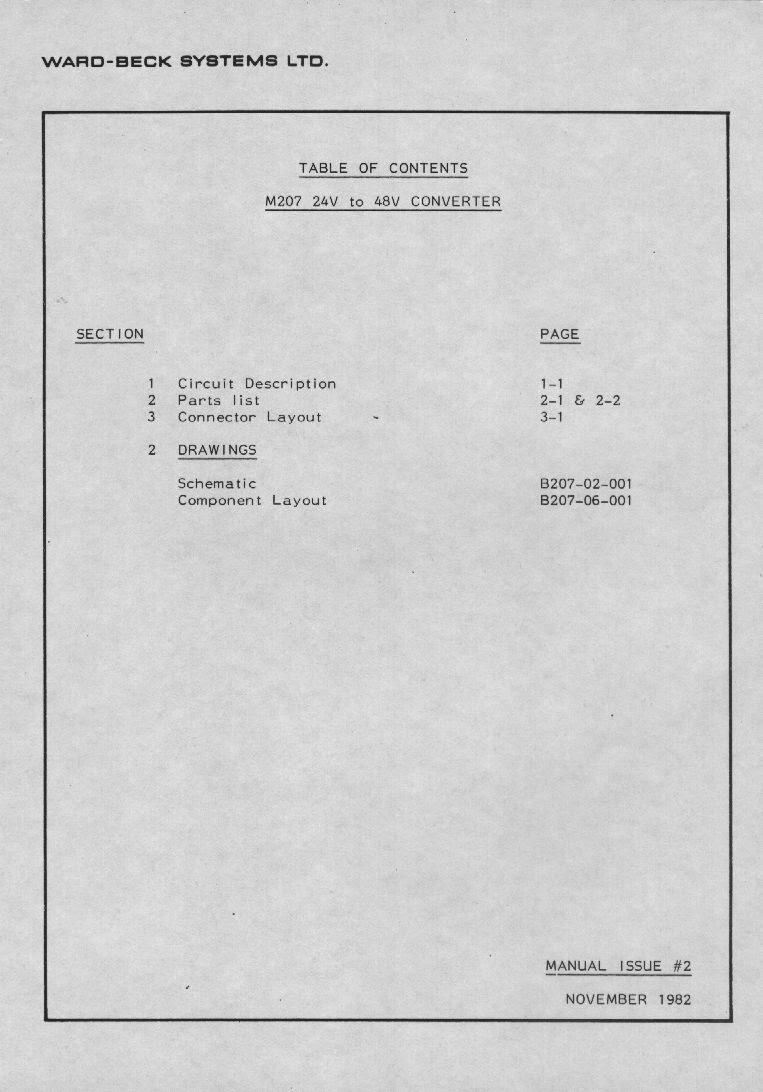 WARD-BECK SYSTEMS LTD.
TABLE OF CONTENTS
M207 24V to 48V CONVERTER
SECTION PAGE
1 Circuit Description 1-1
2 Parts list 2-1 & 2-2
3 Connector Layout 3-1
2 DRAWINGS
Schematic B207-02-001
Component Layout B207-06-001
MANUAL ISSUE #2
NOVEMBER 1982